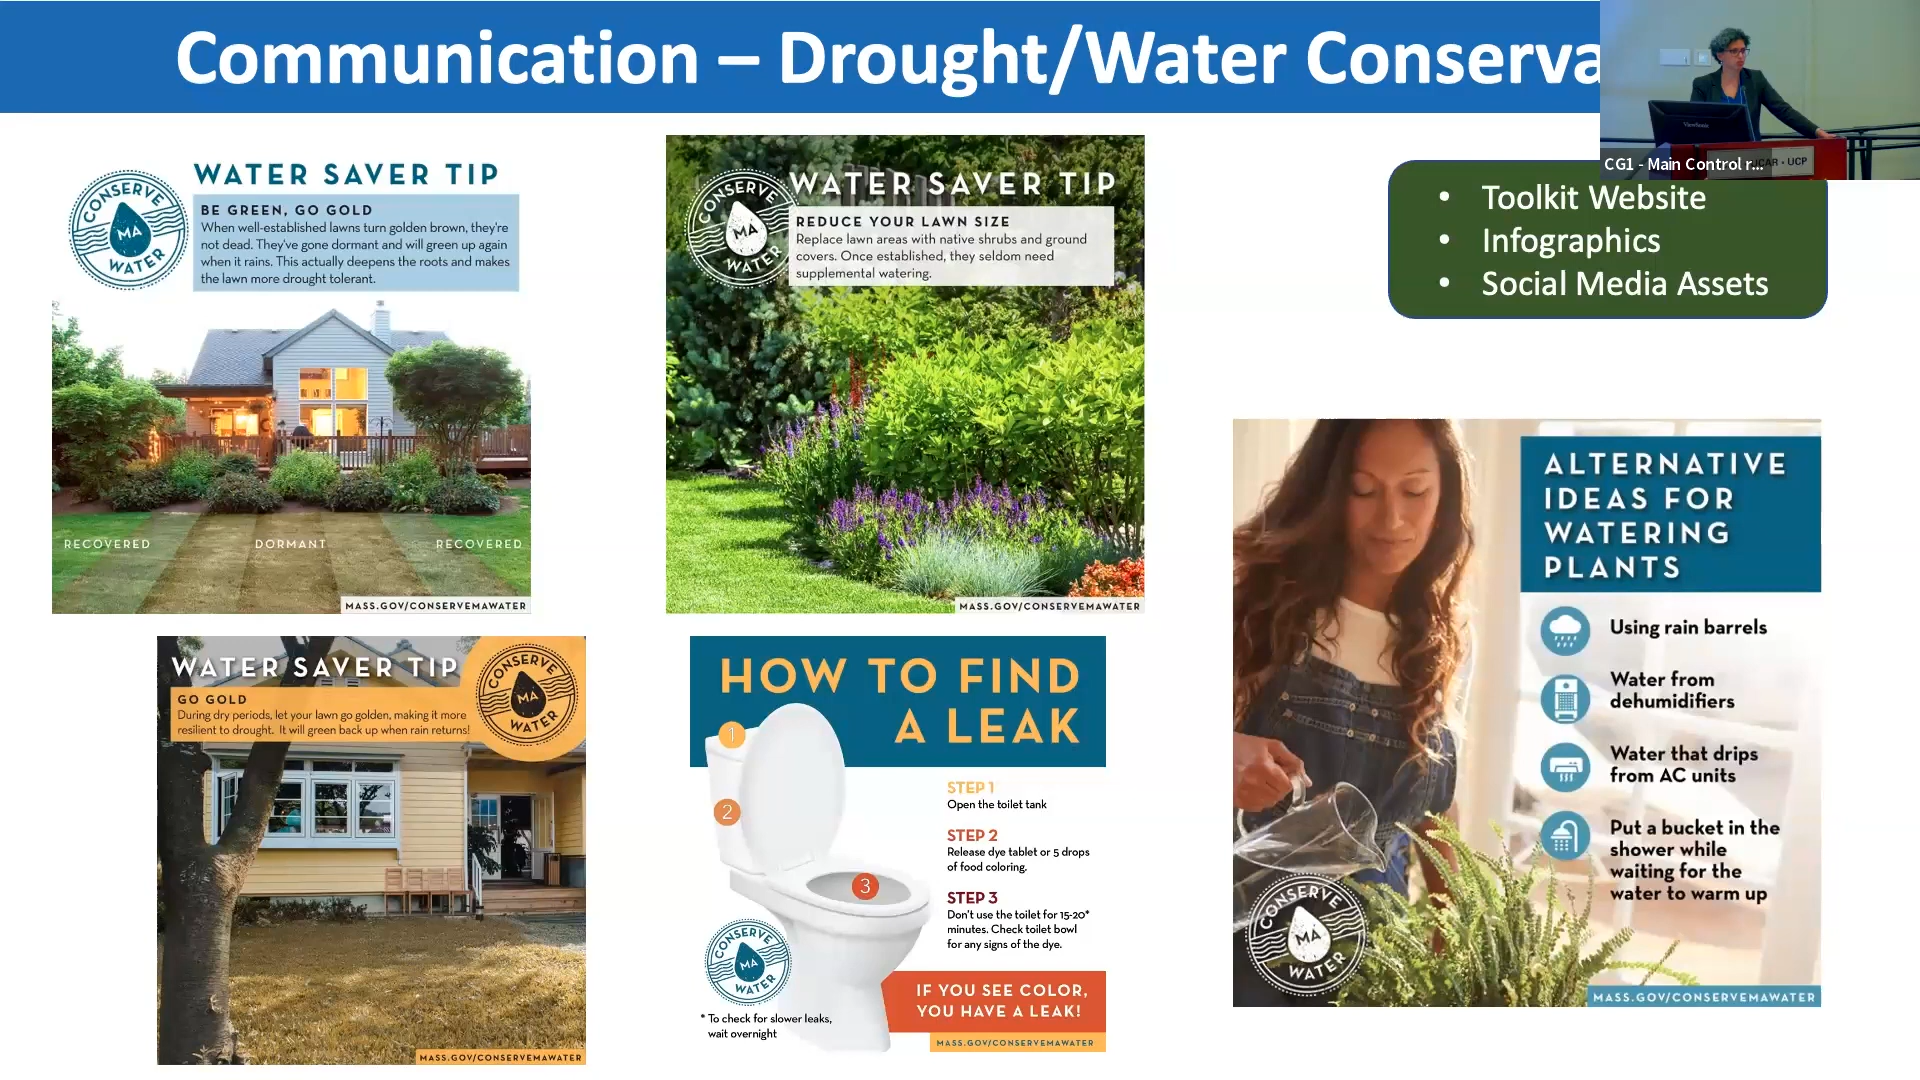 Communication – Drought/Water Conserva
CG1 - Main Control r...
UCAR • UCP
ViewSonic
• Toolkit Website
• Infographics
• Social Media Assets
CONSERVE
MA
WATER
WATER SAVER TIP
BE GREEN, GO GOLD
When well-established lawns turn golden brown, they're
not dead. They've gone dormant and will green up again
when it rains. This actually deepens the roots and makes
the lawn more drought tolerant.
RECOVERED
DORMANT
RECOVERED
MASS.GOV/CONSERVEMAWATER
CONSERVE
MA
WATER
WATER SAVER TIP
REDUCE YOUR LAWN SIZE
Replace lawn areas with native shrubs and ground
covers. Once established, they seldom need
supplemental watering.
MASS.GOV/CONSERVEMAWATER
WATER SAVER TIP
GO GOLD
During dry periods, let your lawn go golden, making it more
resilient to drought. It will green back up when rain returns!
CONSERVE
MA
WATER
MASS.GOV/CONSERVEMAWATER
HOW TO FIND
A LEAK
1
2
3
STEP 1
Open the toilet tank
STEP 2
Release dye tablet or 5 drops
of food coloring.
STEP 3
Don't use the toilet for 15-20*
minutes. Check toilet bowl
for any signs of the dye.
CONSERVE
MA
WATER
IF YOU SEE COLOR,
YOU HAVE A LEAK!
* To check for slower leaks,
wait overnight
MASS.GOV/CONSERVEMAWATER
ALTERNATIVE
IDEAS FOR
WATERING
PLANTS
Using rain barrels
Water from
dehumidifiers
Water that drips
from AC units
Put a bucket in the
shower while
waiting for the
water to warm up
CONSERVE
MA
WATER
MASS.GOV/CONSERVEMAWATER